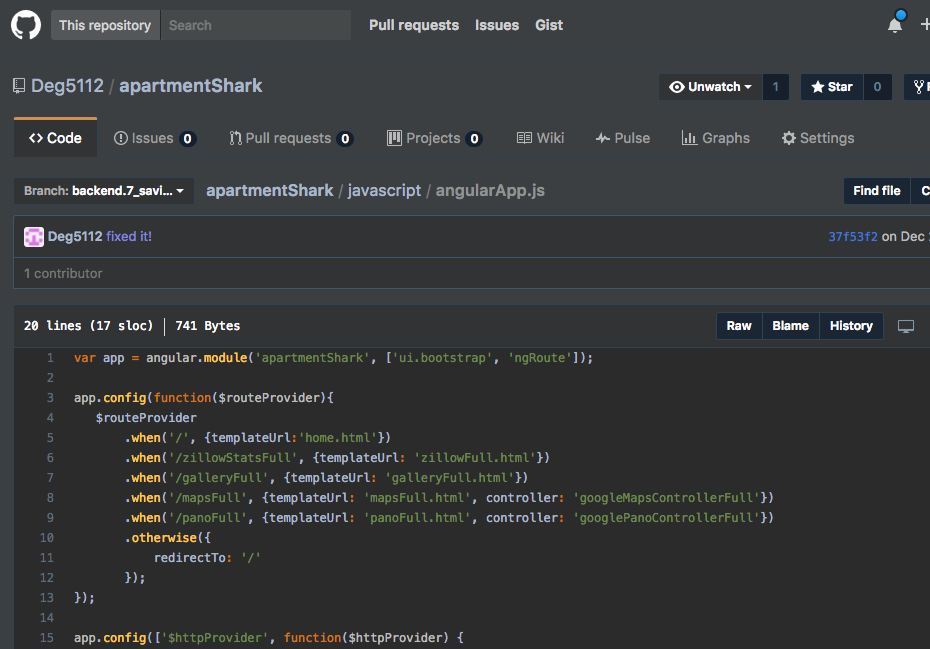 This repository Search Pull requests Issues Gist
Deg5112 / apartmentShark Unwatch 1 Star 0
Code Issues 0 Pull requests 0 Projects 0 Wiki Pulse Graphs Settings
Branch: backend.7_savi... apartmentShark / javascript / angularApp.js Find file
Deg5112 fixed it! 37f53f2 on Dec
1 contributor
20 lines (17 sloc) 741 Bytes Raw Blame History
1 var app = angular.module('apartmentShark', ['ui.bootstrap', 'ngRoute']);
2
3 app.config(function($routeProvider){
4 $routeProvider
5 .when('/', {templateUrl:'home.html'})
6 .when('/zillowStatsFull', {templateUrl: 'zillowFull.html'})
7 .when('/galleryFull', {templateUrl: 'galleryFull.html'})
8 .when('/mapsFull', {templateUrl: 'mapsFull.html', controller: 'googleMapsControllerFull'})
9 .when('/panoFull', {templateUrl: 'panoFull.html', controller: 'googlePanoControllerFull'})
10 .otherwise({
11 redirectTo: '/'
12 });
13 });
14
15 app.config(['$httpProvider', function($httpProvider) {